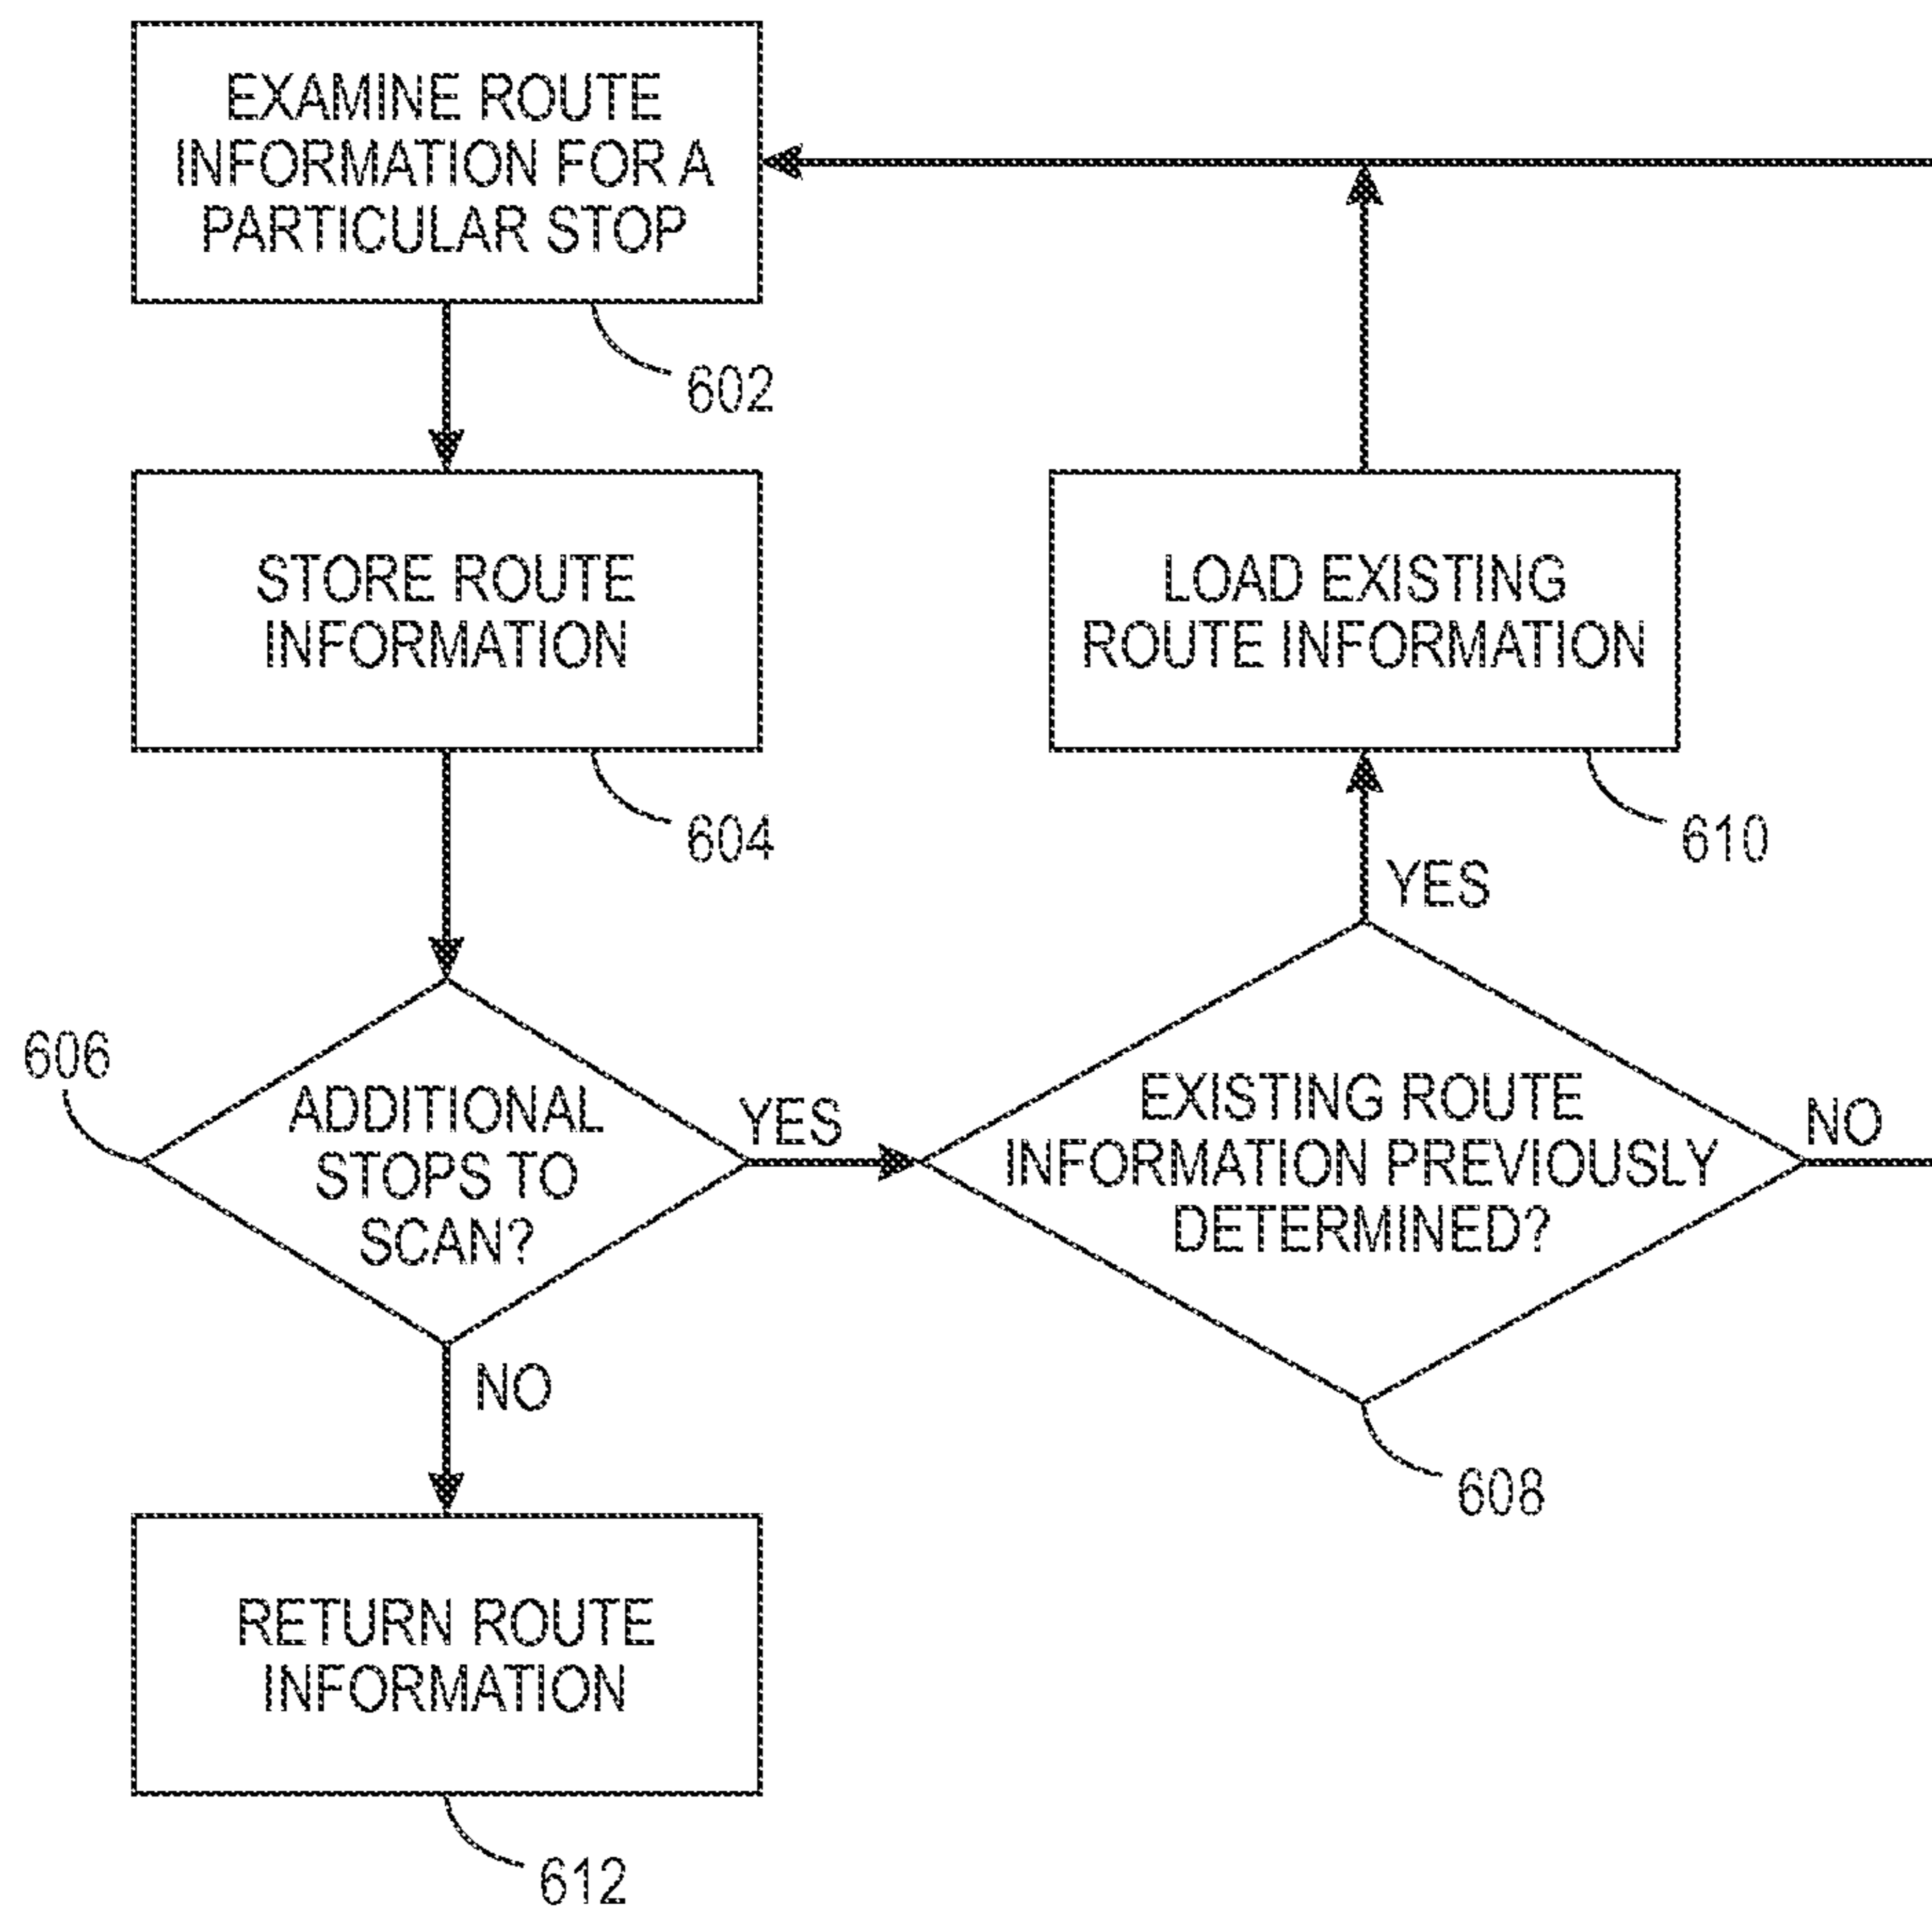 EXAMINE ROUTE
INFORMATION FOR A
PARTICULAR STOP
602
STORE ROUTE
INFORMATION
604
LOAD EXISTING
ROUTE INFORMATION
610
YES
606
ADDITIONAL
STOPS TO
SCAN?
YES
EXISTING ROUTE
INFORMATION PREVIOUSLY
DETERMINED?
NO
608
NO
RETURN ROUTE
INFORMATION
612